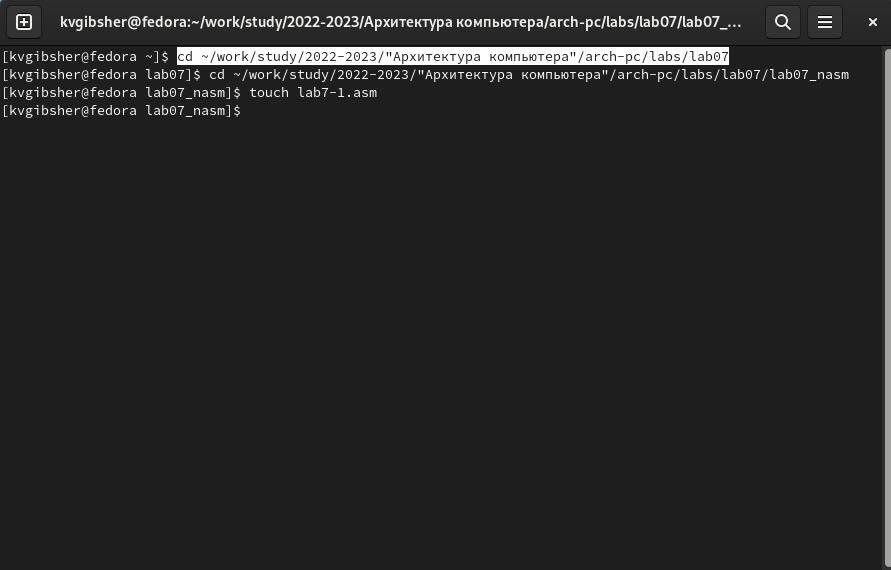 kvgibsher@fedora:~/work/study/2022-2023/Архитектура компьютера/arch-pc/labs/lab07/lab07_...
[kvgibsher@fedora ~]$ cd ~/work/study/2022-2023/"Архитектура компьютера"/arch-pc/labs/lab07
[kvgibsher@fedora lab07]$ cd ~/work/study/2022-2023/"Архитектура компьютера"/arch-pc/labs/lab07/lab07_nasm
[kvgibsher@fedora lab07_nasm]$ touch lab7-1.asm
[kvgibsher@fedora lab07_nasm]$